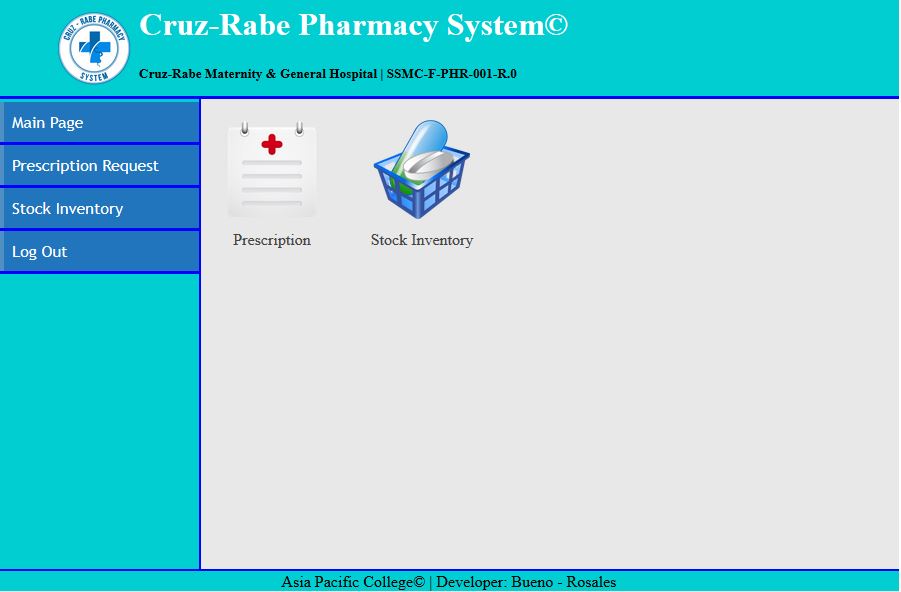 CRUZ - RABE PHARMACY
SYSTEM
Cruz-Rabe Pharmacy System©
Cruz-Rabe Maternity & General Hospital | SSMC-F-PHR-001-R.0
Main Page
Prescription Request
Stock Inventory
Log Out
Prescription
Stock Inventory
Asia Pacific College© | Developer: Bueno - Rosales